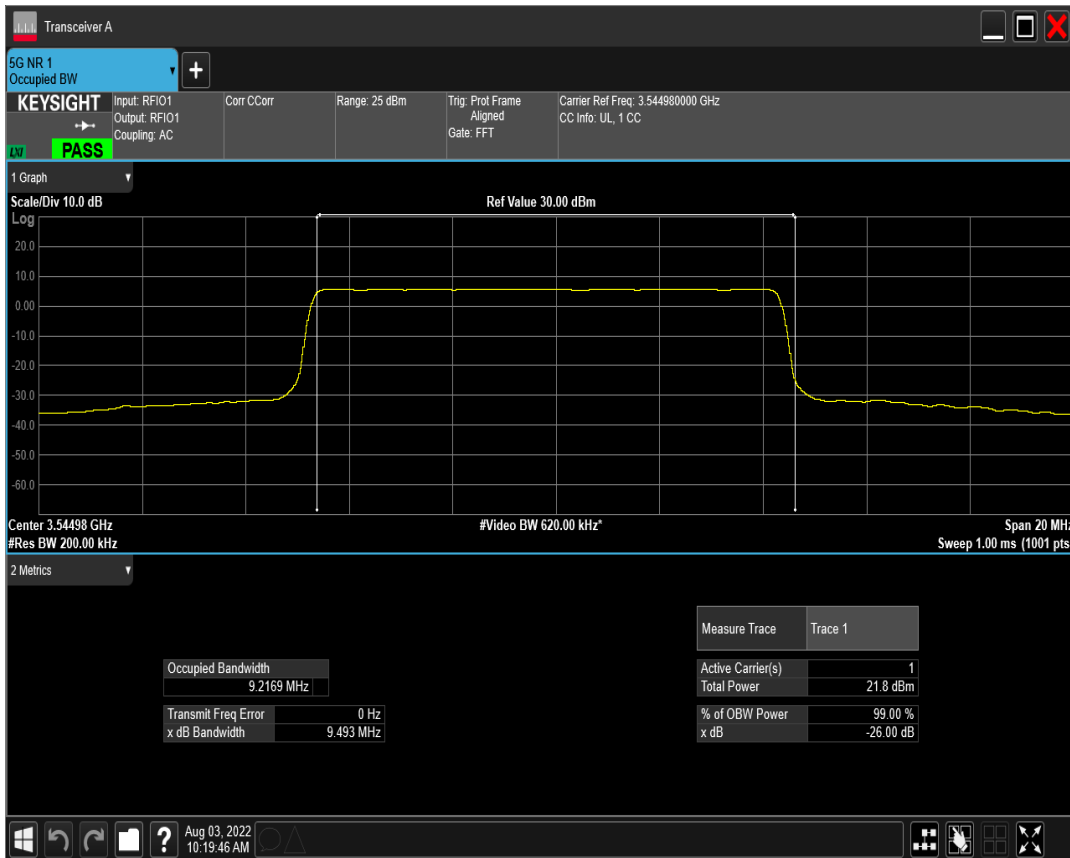 Transceiver A
5G NR 1
Occupied BW
KEYSIGHT
LXI
PASS
Input: RFIO1
Output: RFIO1
Coupling: AC
Corr CCorr
Range: 25 dBm
Trig: Prot Frame
Aligned
Gate: FFT
Carrier Ref Freq: 3.544980000 GHz
CC Info: UL, 1 CC
1 Graph
Scale/Div 10.0 dB
Ref Value 30.00 dBm
Log
20.0
10.0
0.00
-10.0
-20.0
-30.0
-40.0
-50.0
-60.0
Center 3.54498 GHz
#Video BW 620.00 kHz*
Span 20 MHz
#Res BW 200.00 kHz
Sweep 1.00 ms (1001 pts
2 Metrics
Measure Trace Trace 1
Occupied Bandwidth
9.2169 MHz
Active Carrier(s) 1
Total Power 21.8 dBm
Transmit Freq Error 0 Hz
x dB Bandwidth 9.493 MHz
% of OBW Power 99.00 %
x dB -26.00 dB
?
Aug 03, 2022
10:19:46 AM